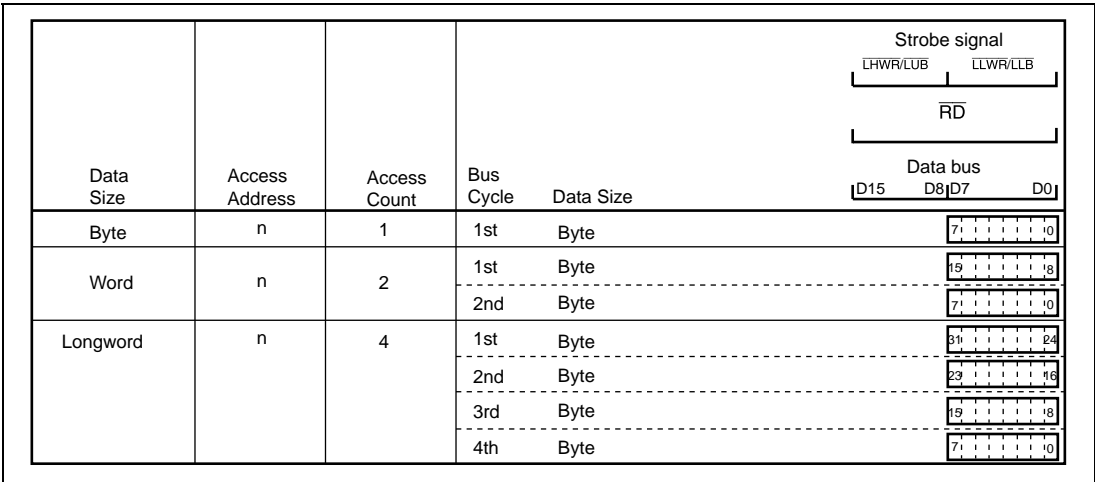 Strobe signal
LHWR/LUB LLWR/LLB
RD
Data bus
D15 D8 D7 D0
Data Size Access Address Access Count Bus Cycle Data Size
Byte n 1 1st Byte 7 0
Word n 2 1st Byte 15 8
2nd Byte 7 0
Longword n 4 1st Byte 31 24
2nd Byte 23 16
3rd Byte 15 8
4th Byte 7 0